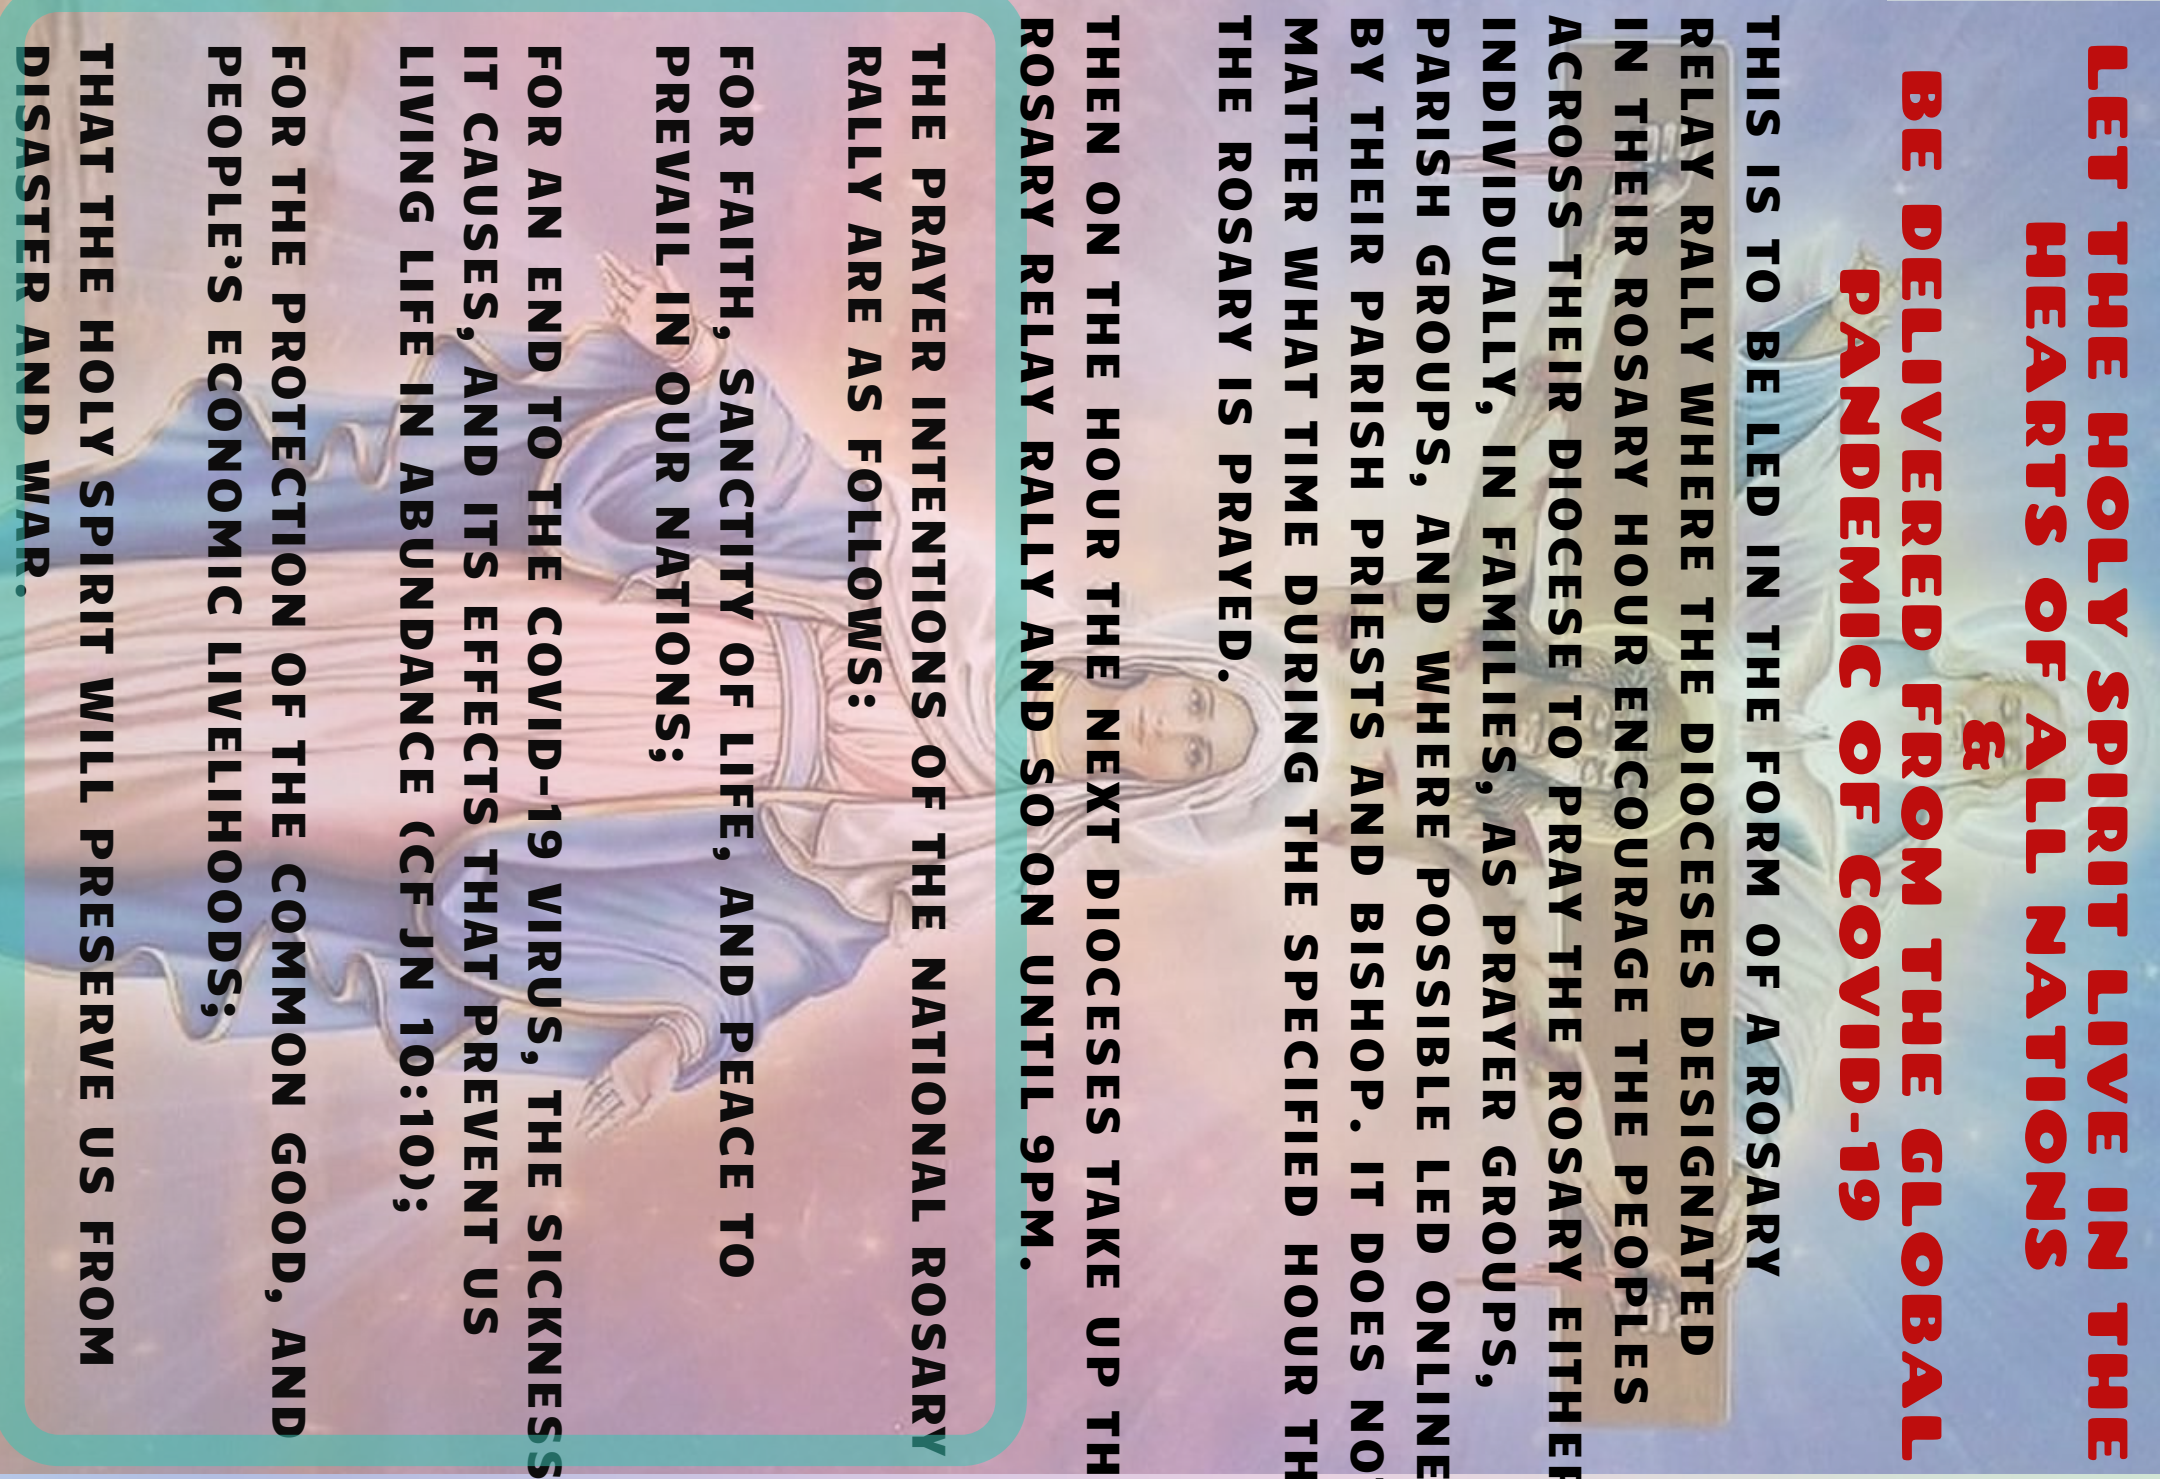 LET THE HOLY SPIRIT LIVE IN THE
HEARTS OF ALL NATIONS
&
BE DELIVERED FROM THE GLOBAL
PANDEMIC OF COVID-19
THIS IS TO BE LED IN THE FORM OF A ROSARY
RELAY RALLY WHERE THE DIOCESES DESIGNATED
IN THEIR ROSARY HOUR ENCOURAGE THE PEOPLES
ACROSS THEIR DIOCESE TO PRAY THE ROSARY EITHER
INDIVIDUALLY, IN FAMILIES, AS PRAYER GROUPS,
PARISH GROUPS, AND WHERE POSSIBLE LED ONLINE
BY THEIR PARISH PRIESTS AND BISHOP. IT DOES NOT
MATTER WHAT TIME DURING THE SPECIFIED HOUR TH
THE ROSARY IS PRAYED.
THEN ON THE HOUR THE NEXT DIOCESES TAKE UP TH
ROSARY RELAY RALLY AND SO ON UNTIL 9PM.
THE PRAYER INTENTIONS OF THE NATIONAL ROSARY
RALLY ARE AS FOLLOWS:
FOR FAITH, SANCTITY OF LIFE, AND PEACE TO
PREVAIL IN OUR NATIONS;
FOR AN END TO THE COVID-19 VIRUS, THE SICKNESS
IT CAUSES, AND ITS EFFECTS THAT PREVENT US
LIVING LIFE IN ABUNDANCE (CF JN 10:10);
FOR THE PROTECTION OF THE COMMON GOOD, AND
PEOPLE'S ECONOMIC LIVELIHOODS;
THAT THE HOLY SPIRIT WILL PRESERVE US FROM
DISASTER AND WAR.